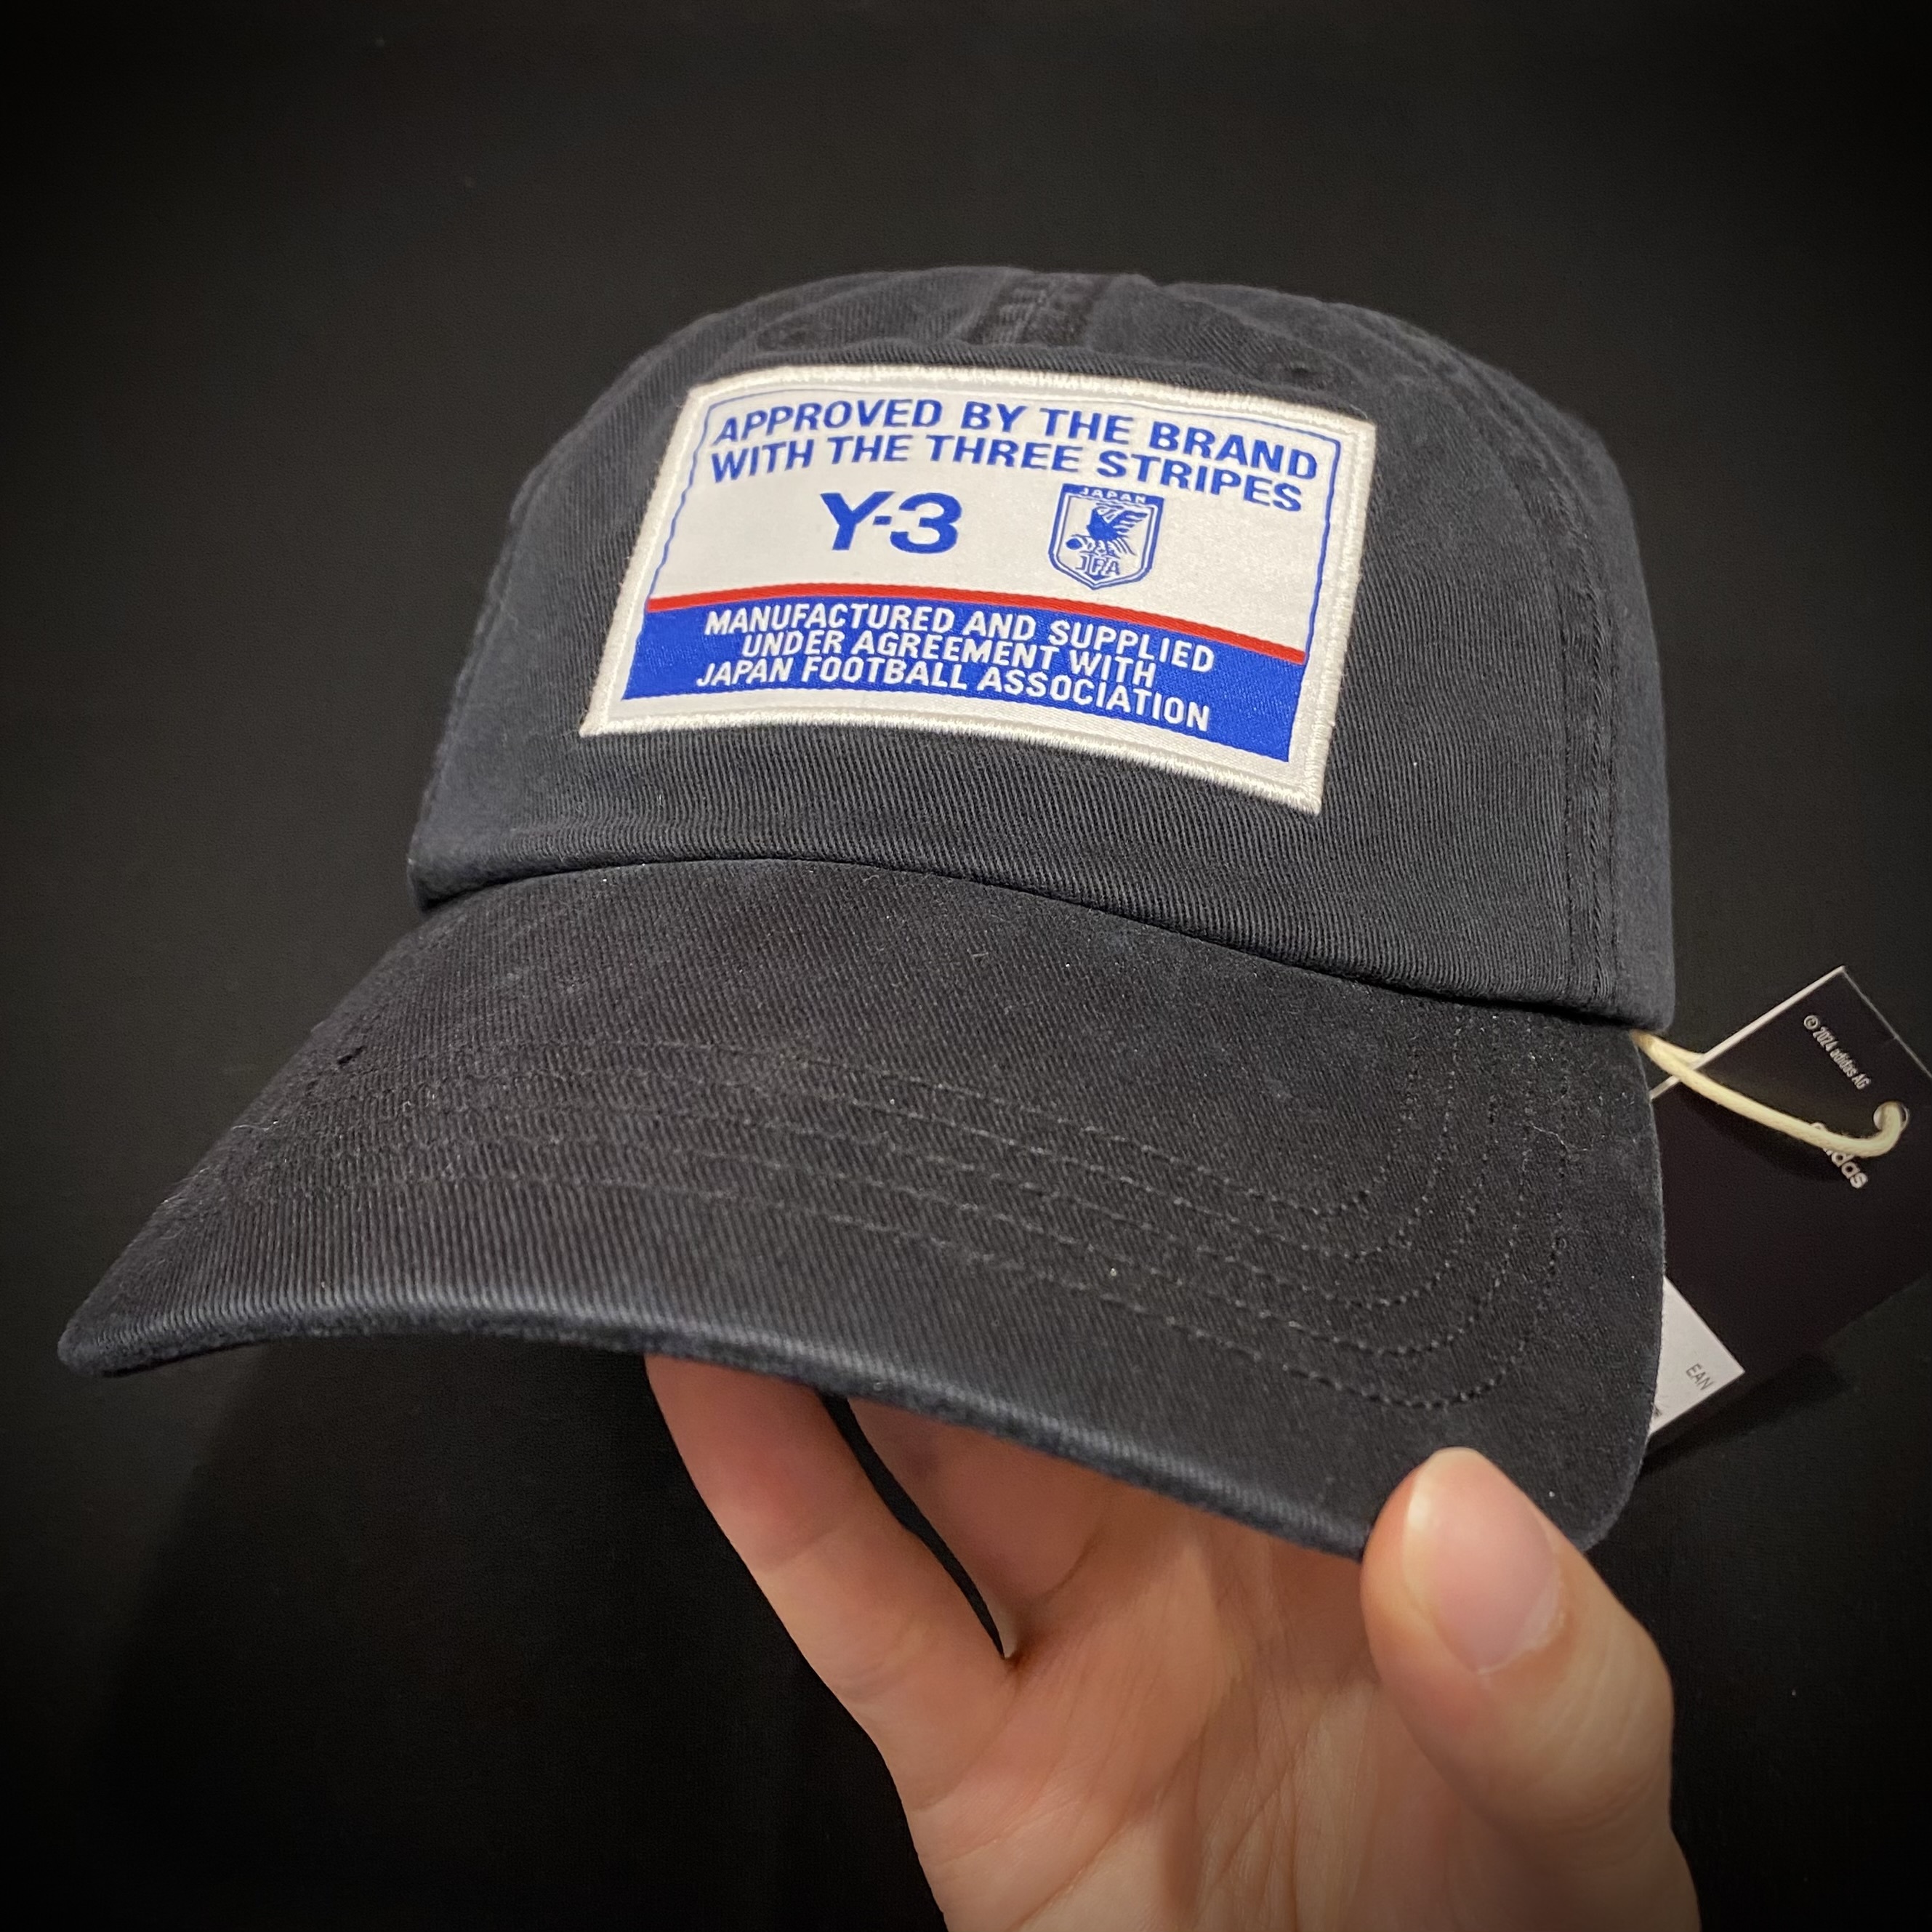 APPROVED BY THE BRAND
WITH THE THREE STRIPES
Y-3
JAPAN
JFA
MANUFACTURED AND SUPPLIED
UNDER AGREEMENT WITH
JAPAN FOOTBALL ASSOCIATION
© 2024 adidas AG
EAN